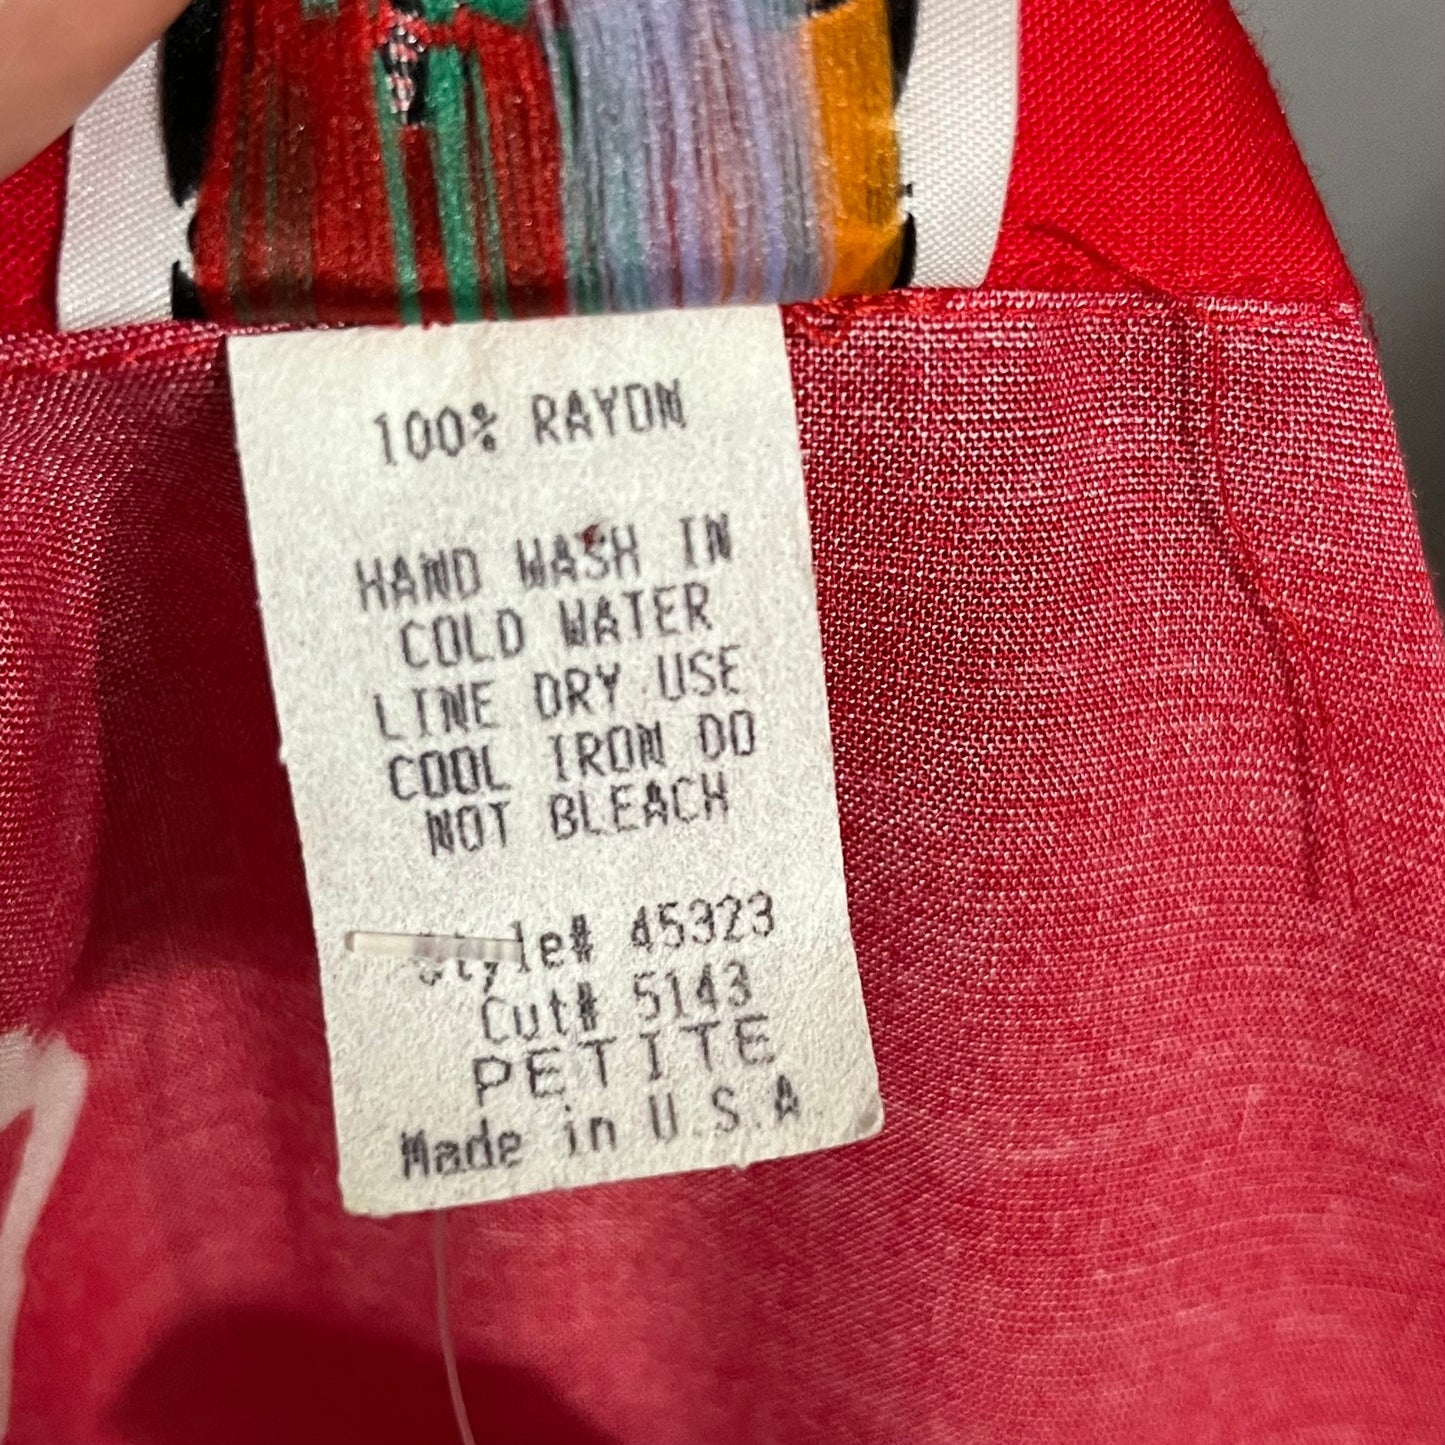 100% RAYON
HAND WASH IN
COLD WATER
LINE DRY USE
COOL IRON DO
NOT BLEACH
Style# 45323
Cut# 5143
PETITE
Made in U.S.A